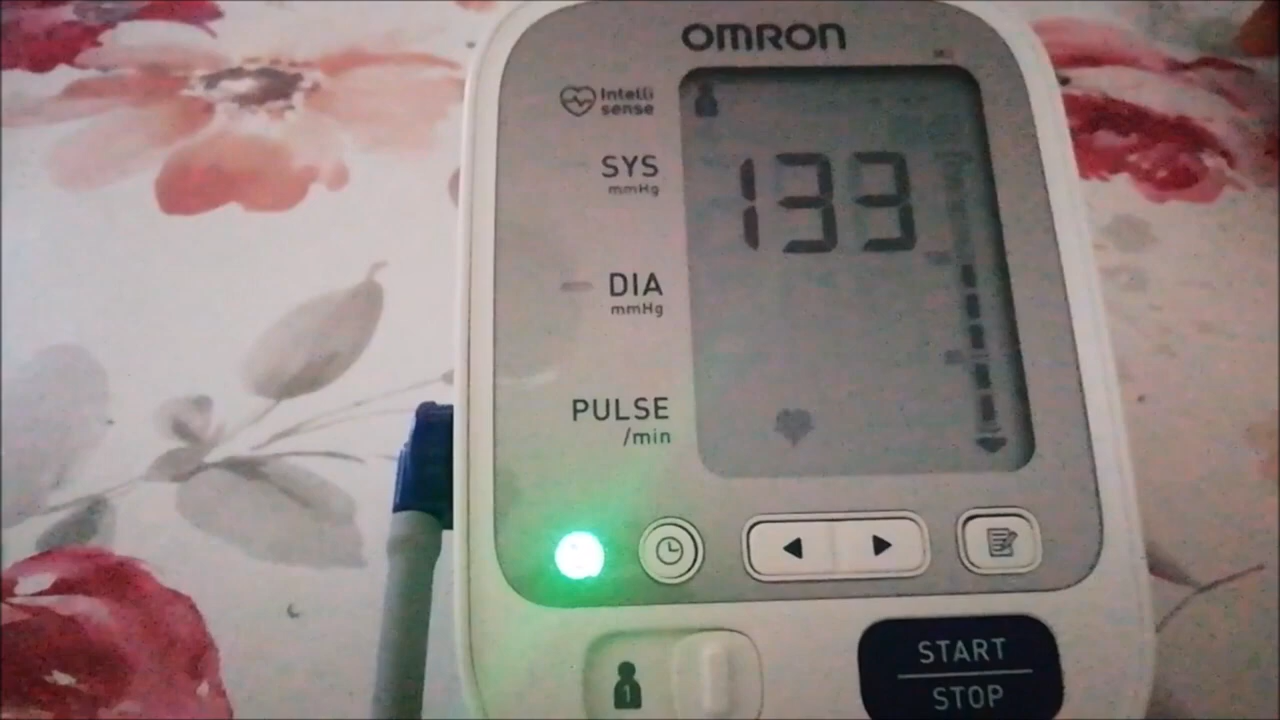 OMRON
Intelli
sense
SYS
mmHg
133
DIA
mmHg
PULSE
/min
1
START
STOP